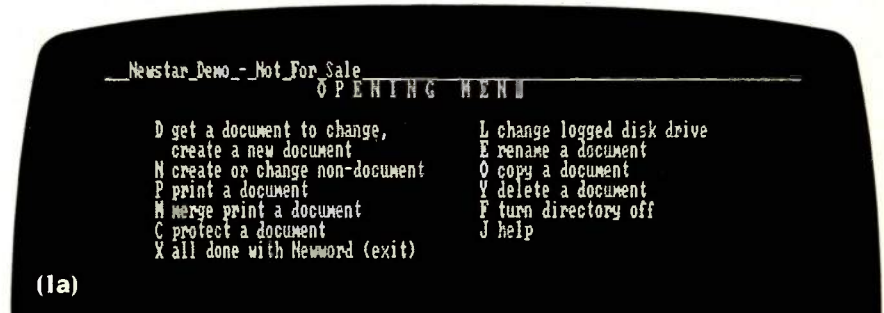 __Newstar_Demo_-_Not_For_Sale
OPENING MENU
D get a document to change,
create a new document
N create or change non-document
P print a document
M merge print a document
C protect a document
X all done with Newword (exit)
L change logged disk drive
E rename a document
O copy a document
Y delete a document
F turn directory off
J help
(1a)